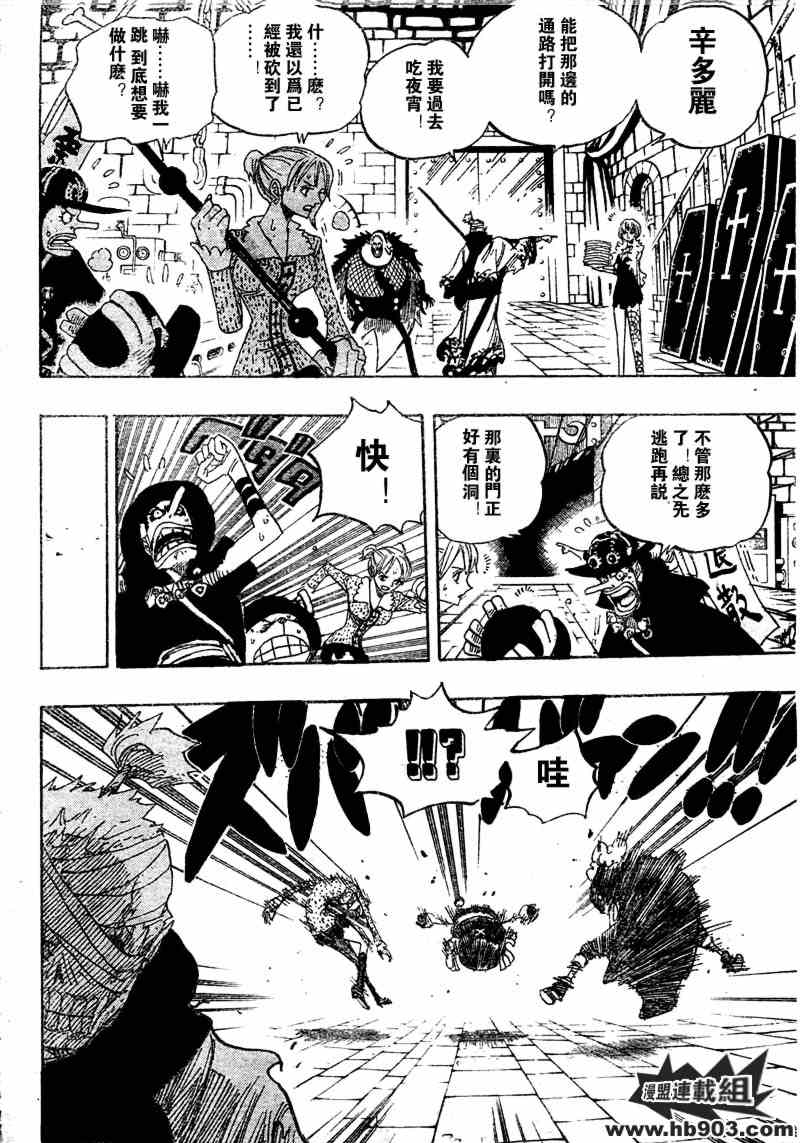 辛多麗
能把那邊的
通路打開嗎？
我要過去
吃夜宵！
什……麼？
我還以爲已
經被砍到了
嚇……嚇我一
跳 到底想要
做什麼？
不管那麼多
了！總之先
逃跑再說
那裏的門正
好有個洞！
快！
哇
!!?
漫盟連載組
www.hb903.com